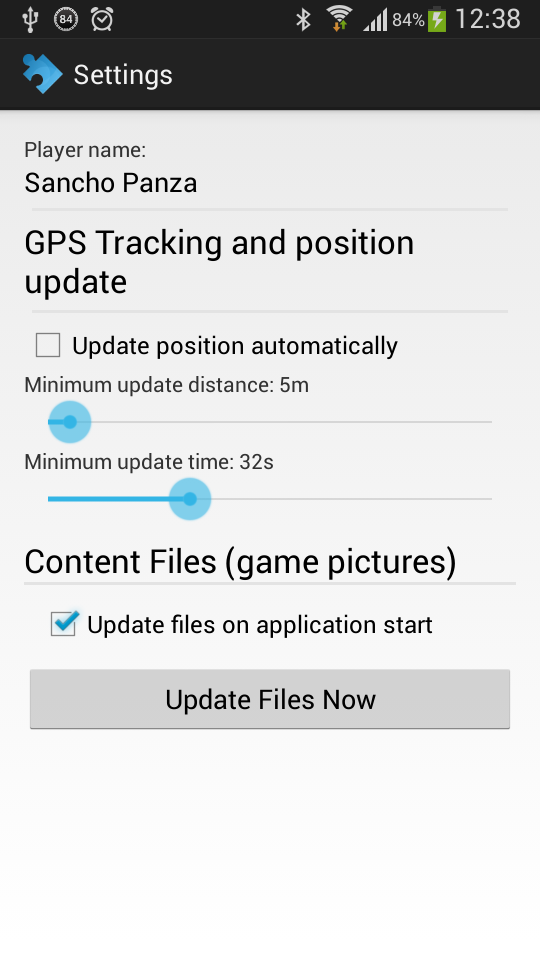 84 84% 12:38
Settings
Player name:
Sancho Panza
GPS Tracking and position
update
Update position automatically
Minimum update distance: 5m
Minimum update time: 32s
Content Files (game pictures)
Update files on application start
Update Files Now